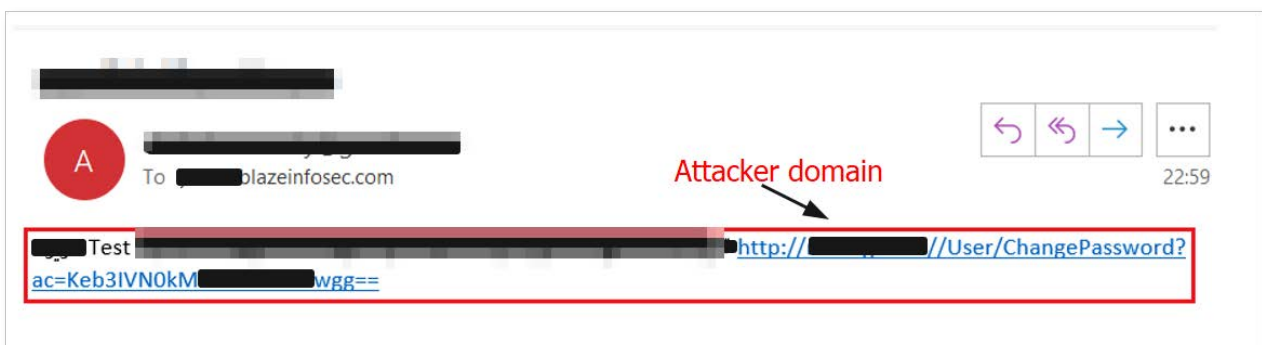 A
To blazeinfosec.com
Attacker domain
22:59
Test http:// //User/ChangePassword?
ac=Keb3IVN0kM wgg==